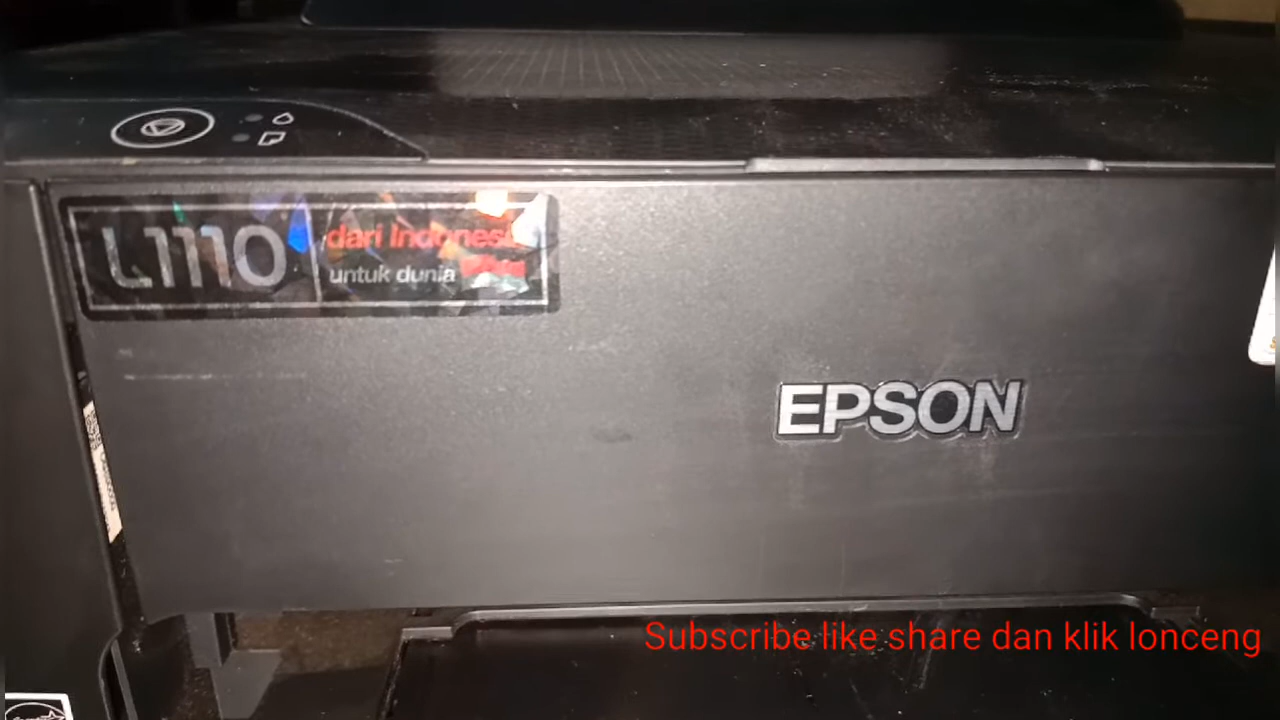 L1110
dari Indonesia
untuk dunia
EPSON
Subscribe like share dan klik lonceng